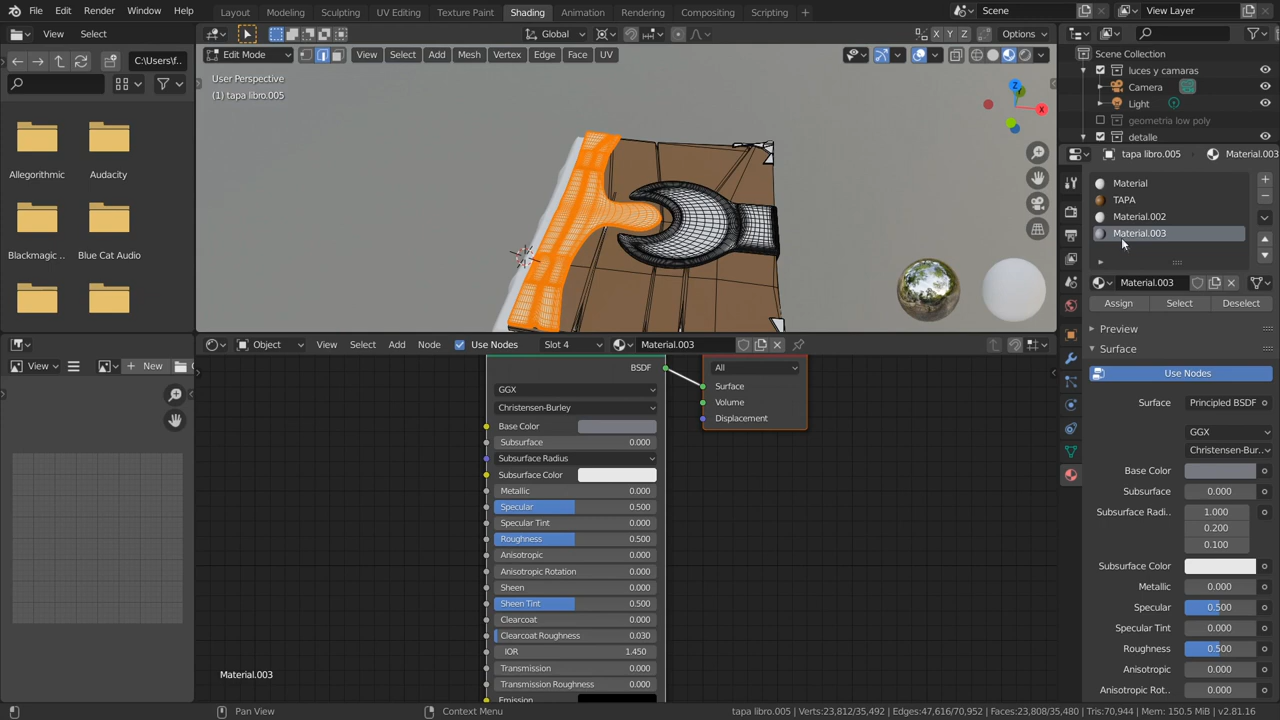 File Edit Render Window Help Layout Modeling Sculpting UV Editing Texture Paint Shading Animation Rendering Compositing Scripting + Scene View Layer
View Select Global X Y Z Options
C:\Users\f..
Edit Mode View Select Add Mesh Vertex Edge Face UV
User Perspective
(1) tapa libro.005
X
Z
Allegorithmic
Audacity
Blackmagic ..
Blue Cat Audio
Scene Collection
luces y camaras
Camera
Light
geometria low poly
detalle
tapa libro.005 Material.003
Material
TAPA
Material.002
Material.003
Material.003
Assign Select Deselect
Preview
Surface
Use Nodes
Surface Principled BSDF
GGX
Christensen-Bur..
Base Color
Subsurface 0.000
Subsurface Radi.. 1.000
0.200
0.100
Subsurface Color
Metallic 0.000
Specular 0.500
Specular Tint 0.000
Roughness 0.500
Anisotropic 0.000
Anisotropic Rot.. 0.000
View + New
Object View Select Add Node Use Nodes Slot 4 Material.003
BSDF
GGX
Christensen-Burley
Base Color
Subsurface 0.000
Subsurface Radius
Subsurface Color
Metallic 0.000
Specular 0.500
Specular Tint 0.000
Roughness 0.500
Anisotropic 0.000
Anisotropic Rotation 0.000
Sheen 0.000
Sheen Tint 0.500
Clearcoat 0.000
Clearcoat Roughness 0.030
IOR 1.450
Transmission 0.000
Transmission Roughness 0.000
Emission
All
Surface
Volume
Displacement
Material.003
Pan View Context Menu tapa libro.005 | Verts:23,812/35,492 | Edges:47,616/70,952 | Faces:23,808/35,480 | Tris:70,944 | Mem: 150.5 MiB | v2.81.16